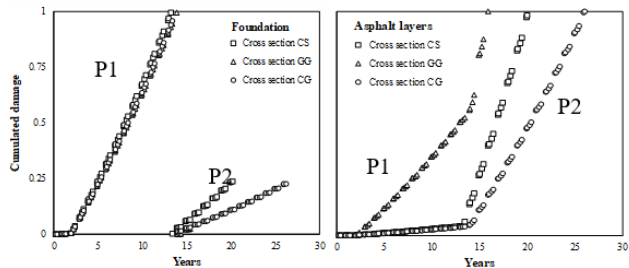 Foundation
Cross section CS
Cross section GG
Cross section CG
P1
P2
Cumulated damage
1
0.75
0.5
0.25
0
0 5 10 15 20 25 30
Years
Asphalt layers
Cross section CS
Cross section GG
Cross section CG
P1
P2
0 5 10 15 20 25 30
Years